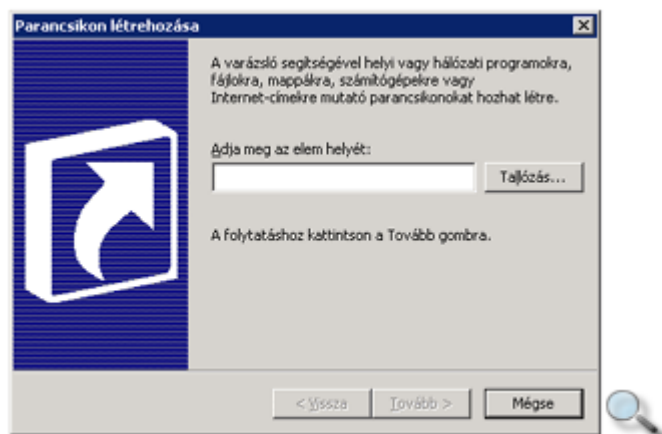 Parancsikon létrehozása
A varázsló segítségével helyi vagy hálózati programokra,
fájlokra, mappákra, számítógépekre vagy
Internet-címekre mutató parancsikonokat hozhat létre.
Adja meg az elem helyét:
Tallózás...
A folytatáshoz kattintson a Tovább gombra.
< Vissza
Tovább >
Mégse